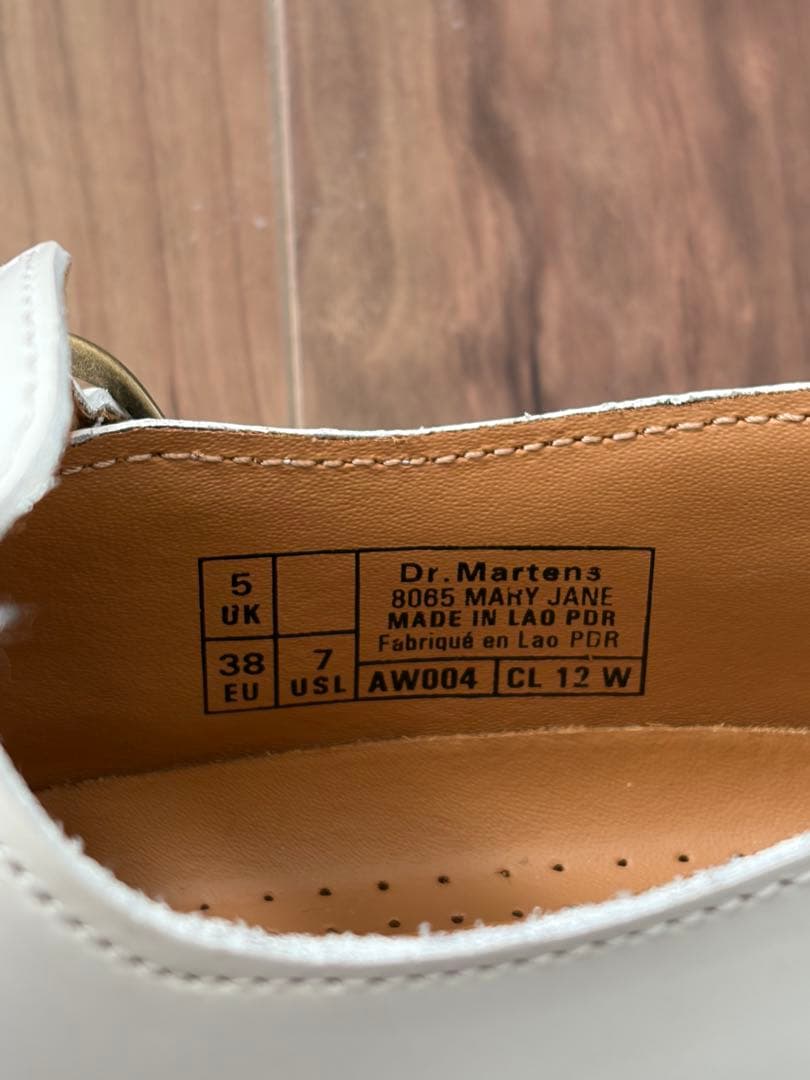 5
UK
38
EU
7
USL
Dr. Martens
8065 MARY JANE
MADE IN LAO PDR
Fabriqué en Lao PDR
AW004
CL 12 W